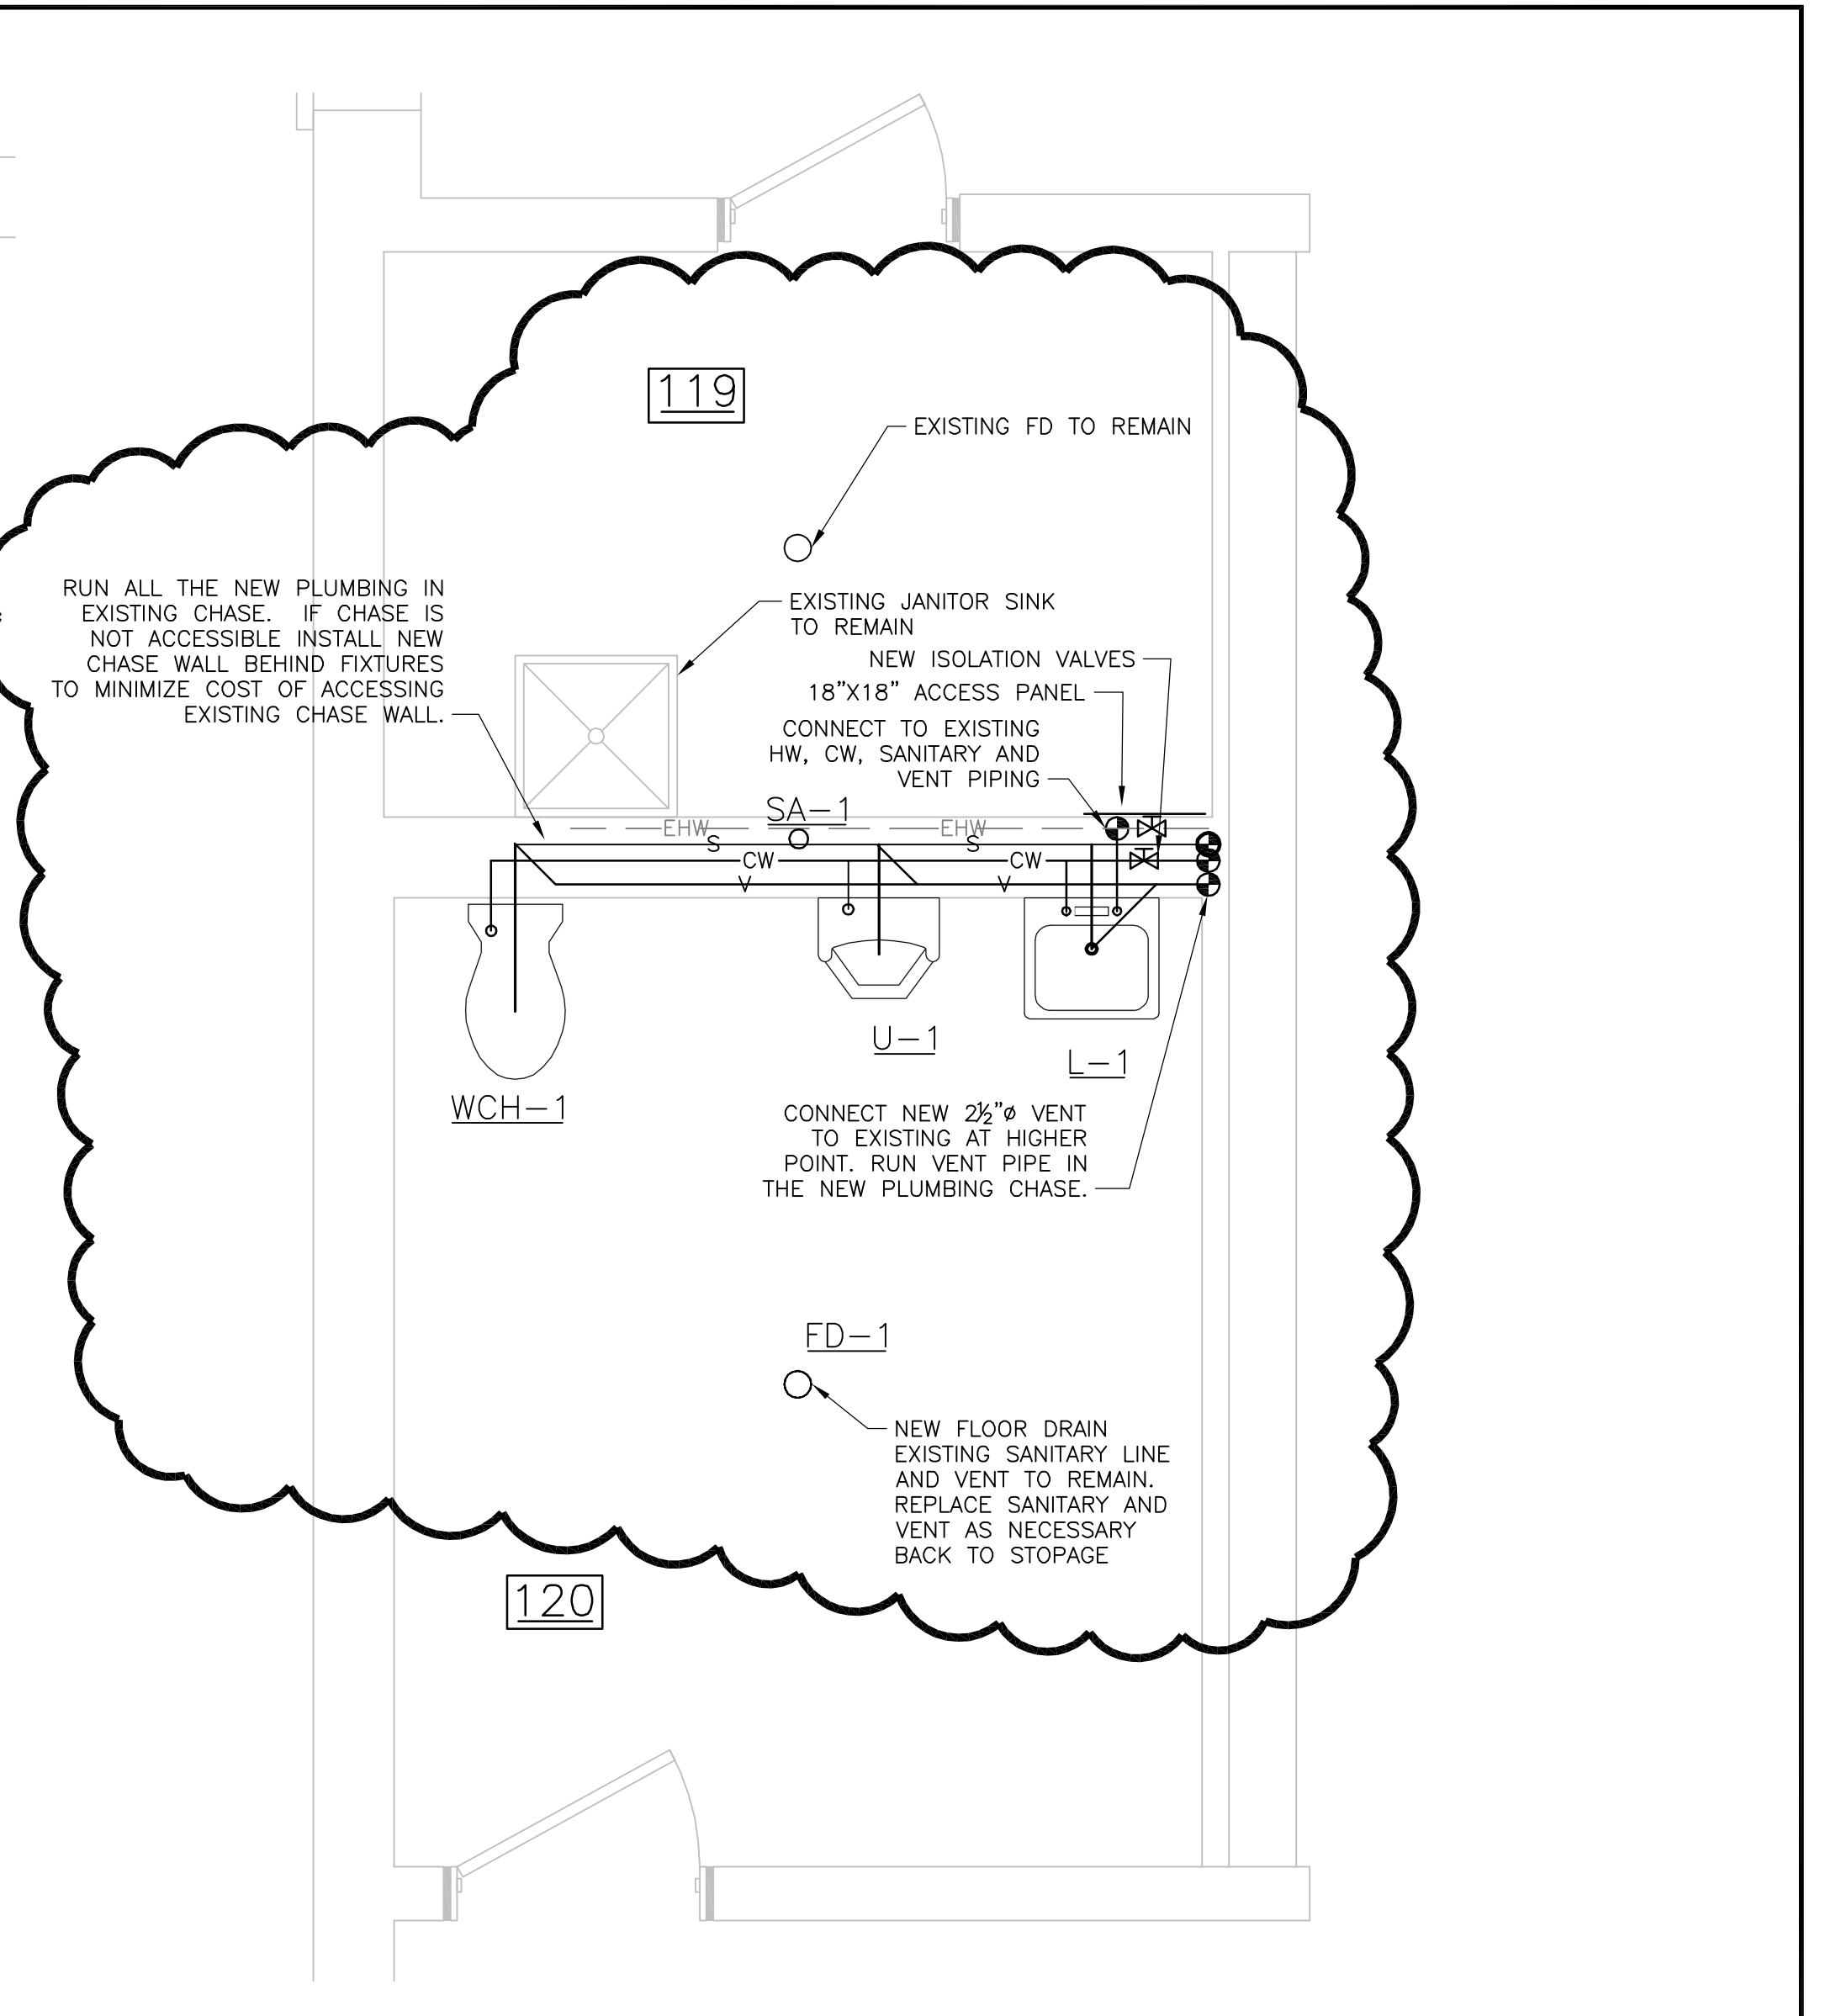 119
EXISTING FD TO REMAIN
RUN ALL THE NEW PLUMBING IN
EXISTING CHASE.  IF CHASE IS
NOT ACCESSIBLE INSTALL NEW
CHASE WALL BEHIND FIXTURES
TO MINIMIZE COST OF ACCESSING
EXISTING CHASE WALL.
EXISTING JANITOR SINK
TO REMAIN
NEW ISOLATION VALVES
18"X18" ACCESS PANEL
CONNECT TO EXISTING
HW, CW, SANITARY AND
VENT PIPING
SA-1
EHW EHW
S S
CW CW
V V
U-1
L-1
WCH-1
CONNECT NEW 2½"ø VENT
TO EXISTING AT HIGHER
POINT. RUN VENT PIPE IN
THE NEW PLUMBING CHASE.
FD-1
NEW FLOOR DRAIN
EXISTING SANITARY LINE
AND VENT TO REMAIN.
REPLACE SANITARY AND
VENT AS NECESSARY
BACK TO STOPAGE
120